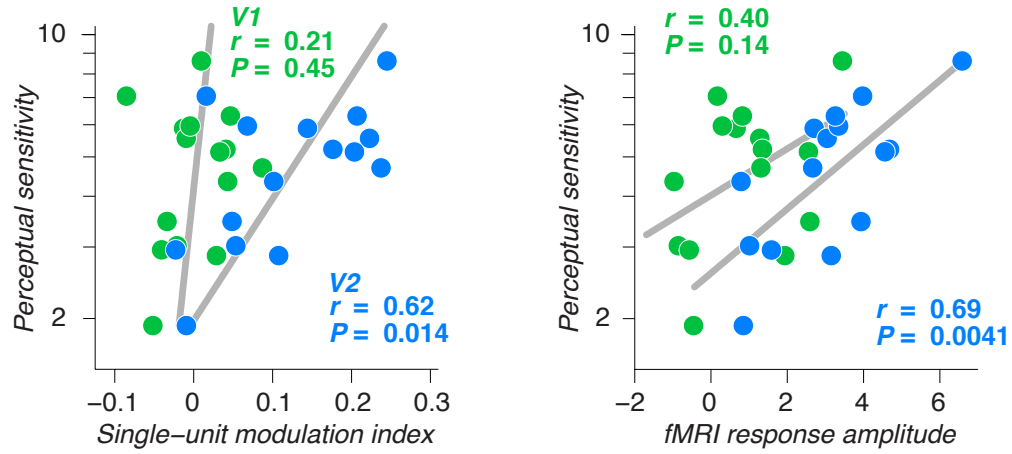 10
2
Perceptual sensitivity
V1
r = 0.21
P = 0.45
V2
r = 0.62
P = 0.014
−0.1
0
0.1
0.2
0.3
Single−unit modulation index
10
2
Perceptual sensitivity
r = 0.40
P = 0.14
r = 0.69
P = 0.0041
−2
0
2
4
6
fMRI response amplitude